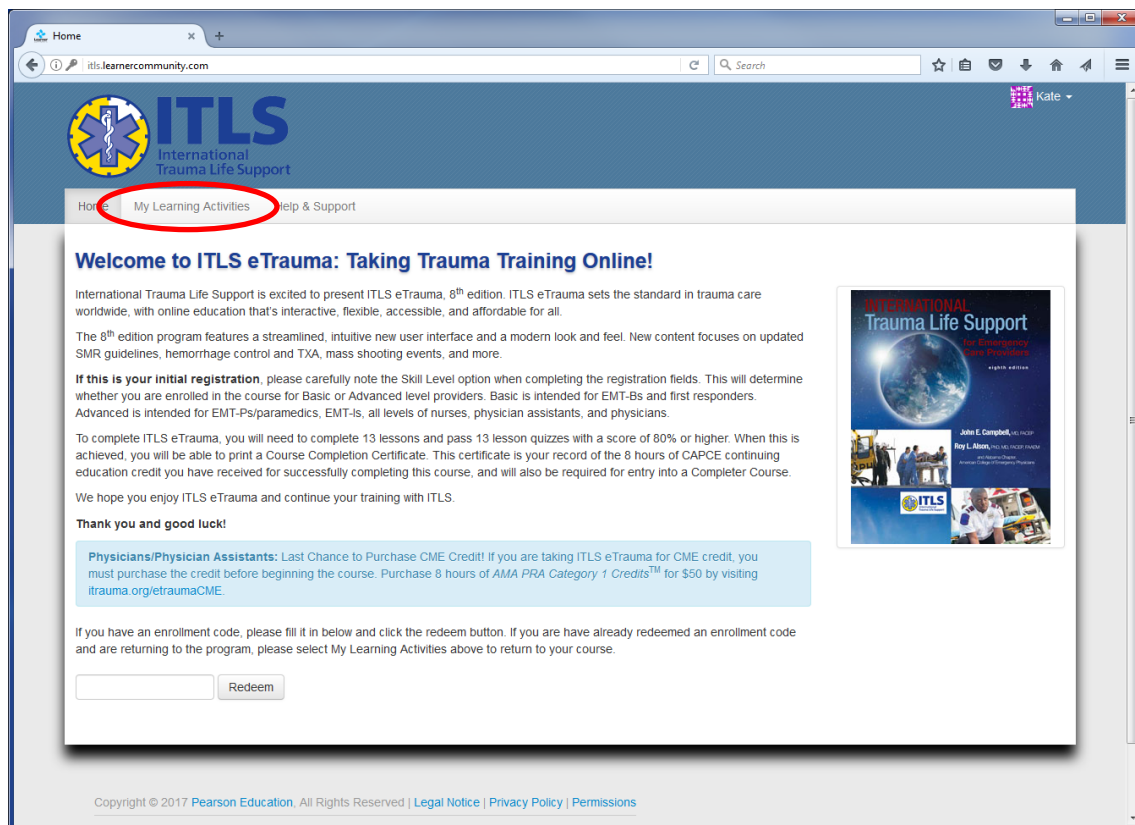 Home
itls.learnercommunity.com
Search
Kate
ITLS
International
Trauma Life Support
Home My Learning Activities Help & Support
Welcome to ITLS eTrauma: Taking Trauma Training Online!
International Trauma Life Support is excited to present ITLS eTrauma, 8th edition. ITLS eTrauma sets the standard in trauma care
worldwide, with online education that's interactive, flexible, accessible, and affordable for all.
The 8th edition program features a streamlined, intuitive new user interface and a modern look and feel. New content focuses on updated
SMR guidelines, hemorrhage control and TXA, mass shooting events, and more.
If this is your initial registration, please carefully note the Skill Level option when completing the registration fields. This will determine
whether you are enrolled in the course for Basic or Advanced level providers. Basic is intended for EMT-Bs and first responders.
Advanced is intended for EMT-Ps/paramedics, EMT-Is, all levels of nurses, physician assistants, and physicians.
To complete ITLS eTrauma, you will need to complete 13 lessons and pass 13 lesson quizzes with a score of 80% or higher. When this is
achieved, you will be able to print a Course Completion Certificate. This certificate is your record of the 8 hours of CAPCE continuing
education credit you have received for successfully completing this course, and will also be required for entry into a Completer Course.
We hope you enjoy ITLS eTrauma and continue your training with ITLS.
Thank you and good luck!
Physicians/Physician Assistants: Last Chance to Purchase CME Credit! If you are taking ITLS eTrauma for CME credit, you
must purchase the credit before beginning the course. Purchase 8 hours of AMA PRA Category 1 Credits™ for $50 by visiting
itrauma.org/etraumaCME.
If you have an enrollment code, please fill it in below and click the redeem button. If you are have already redeemed an enrollment code
and are returning to the program, please select My Learning Activities above to return to your course.
Redeem
INTERNATIONAL
Trauma Life Support
for Emergency
Care Providers
eighth edition
John E. Campbell, MD, FACEP
Roy L. Alson, PHD, MD, FACEP, FAAEM
and Alabama Chapter
American College of Emergency Physicians
ITLS
Copyright © 2017 Pearson Education, All Rights Reserved | Legal Notice | Privacy Policy | Permissions